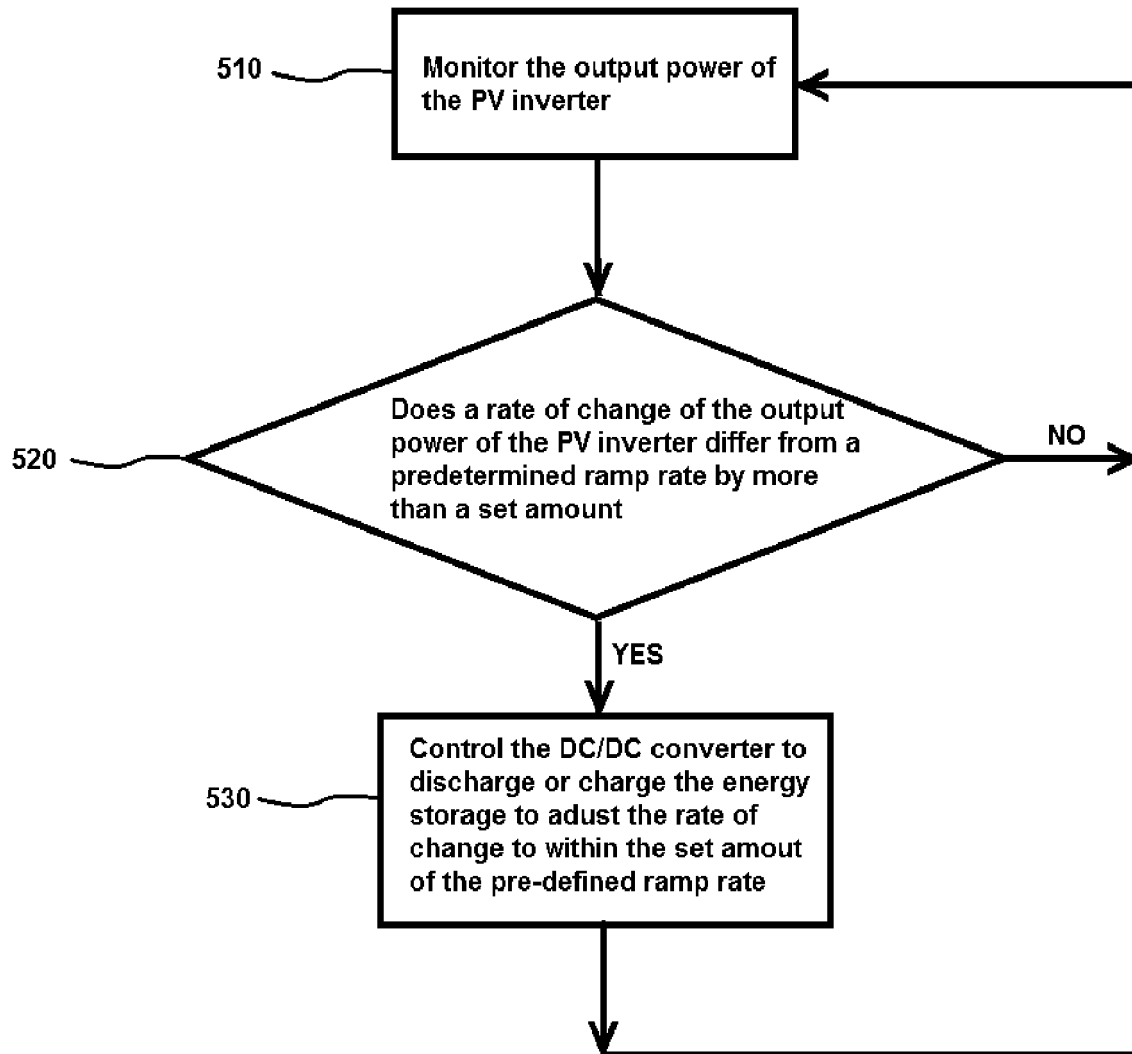 510
Monitor the output power of
the PV inverter
520
Does a rate of change of the output
power of the PV inverter differ from a
predetermined ramp rate by more
than a set amount
NO
YES
530
Control the DC/DC converter to
discharge or charge the energy
storage to adust the rate of
change to within the set amout
of the pre-defined ramp rate